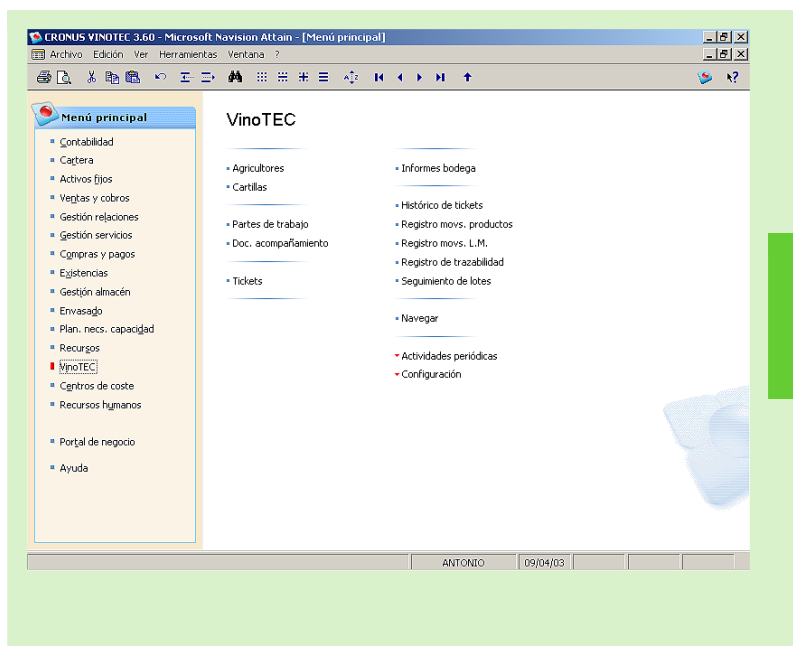 CRONUS VINOTEC 3.60 - Microsoft Navision Attain - [Menú principal]
Archivo Edición Ver Herramientas Ventana ?
Menú principal
Contabilidad
Cartera
Activos fijos
Ventas y cobros
Gestión relaciones
Gestión servicios
Compras y pagos
Existencias
Gestión almacén
Envasado
Plan. necs. capacidad
Recursos
VinoTEC
Centros de coste
Recursos humanos
Portal de negocio
Ayuda
VinoTEC
Agricultores
Cartillas
Partes de trabajo
Doc. acompañamiento
Tickets
Informes bodega
Histórico de tickets
Registro movs. productos
Registro movs. L.M.
Registro de trazabilidad
Seguimiento de lotes
Navegar
Actividades periódicas
Configuración
ANTONIO 09/04/03